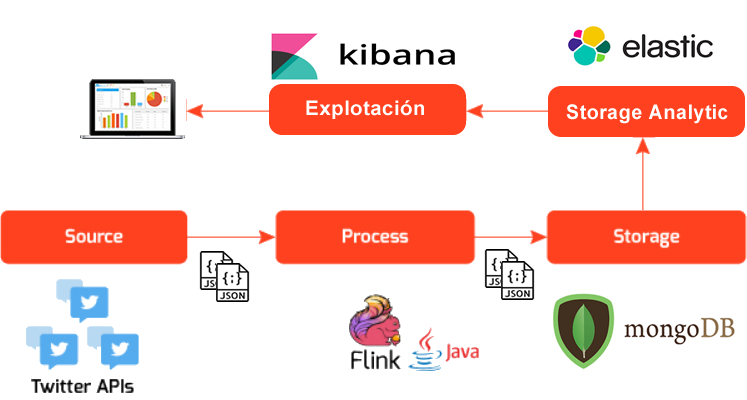 kibana
elastic
Explotación
Storage Analytic
Source
Process
Storage
{;}
JSON
{;}
JSON
mongoDB
Flink
Java
Twitter APIs